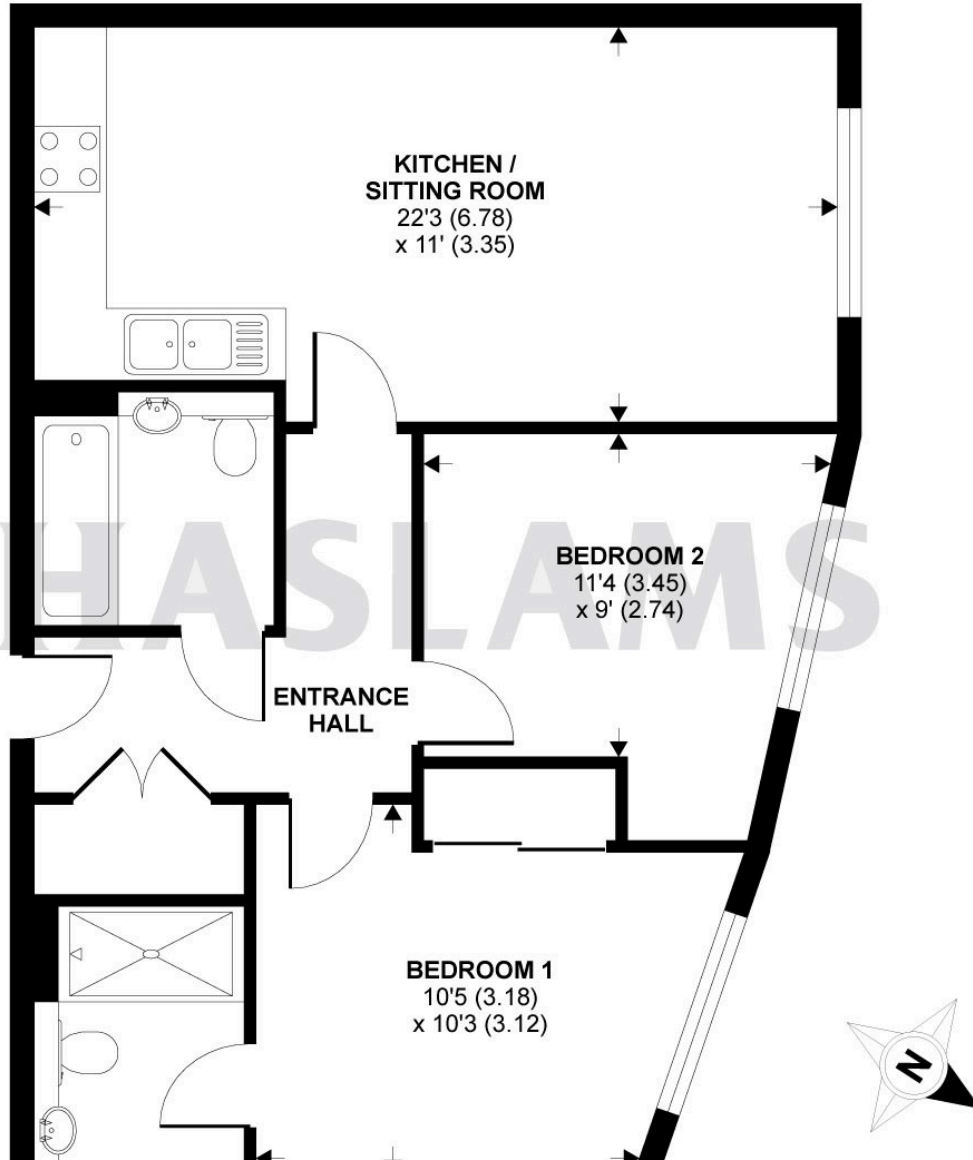 KITCHEN /
SITTING ROOM
22'3 (6.78)
x 11' (3.35)
HASLAMS
BEDROOM 2
11'4 (3.45)
x 9' (2.74)
ENTRANCE
HALL
BEDROOM 1
10'5 (3.18)
x 10'3 (3.12)
N